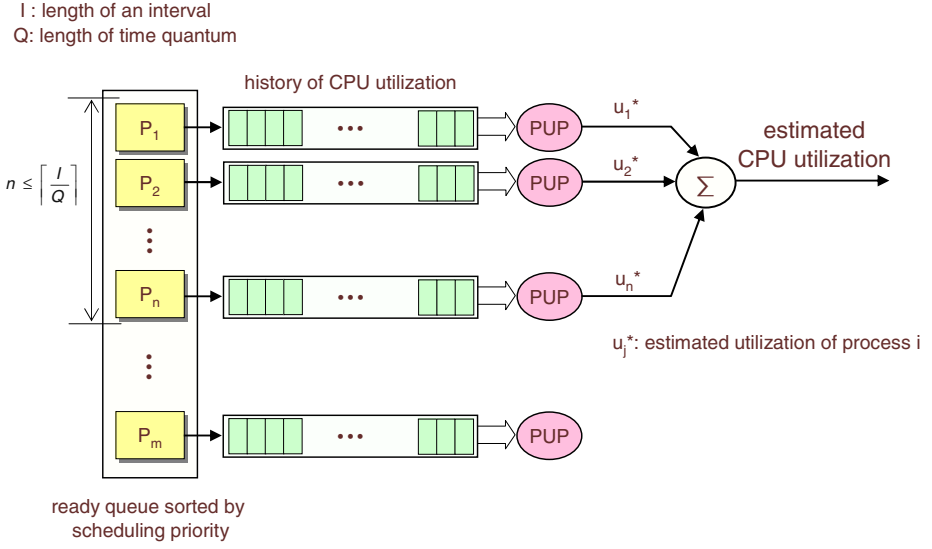 I : length of an interval
Q: length of time quantum
history of CPU utilization
P1
•••
PUP
u1*
estimated
CPU utilization
n ≤ ⌈I/Q⌉
P2
•••
PUP
u2*
Σ
•••
Pn
•••
PUP
un*
uj*: estimated utilization of process i
•••
Pm
•••
PUP
ready queue sorted by
scheduling priority